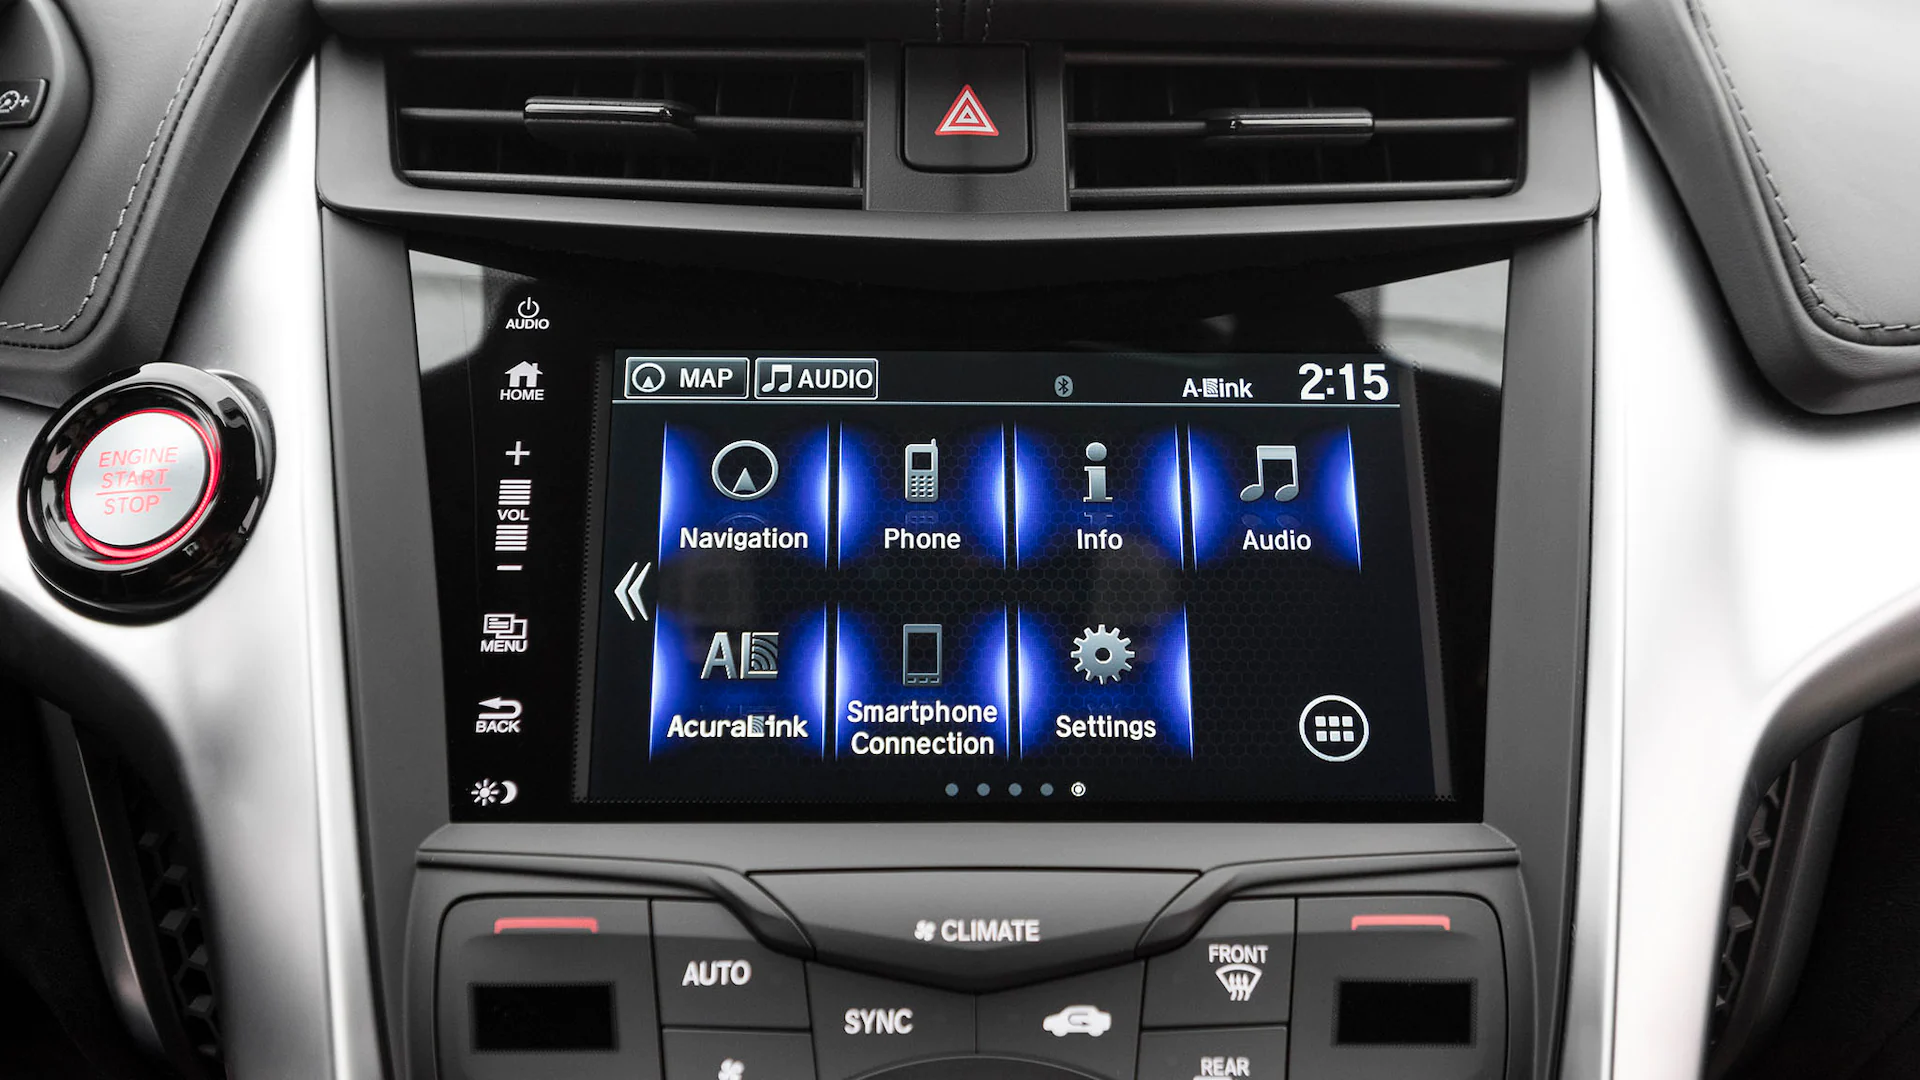 AUDIO
HOME
+
VOL
−
MENU
BACK
MAP
AUDIO
A-Link
2:15
Navigation
Phone
Info
Audio
AL
AcuraLink
Smartphone
Connection
Settings
ENGINE
START
STOP
CLIMATE
AUTO
SYNC
FRONT
REAR